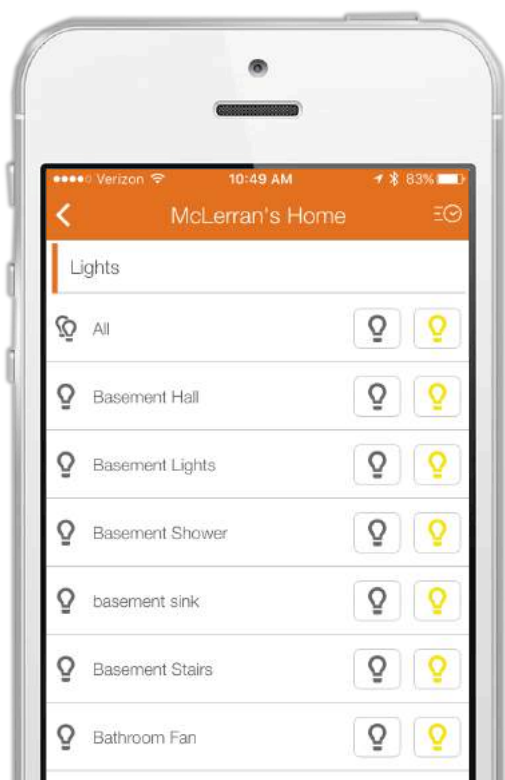 Verizon 10:49 AM 83%
McLerran's Home
Lights
All
Basement Hall
Basement Lights
Basement Shower
basement sink
Basement Stairs
Bathroom Fan